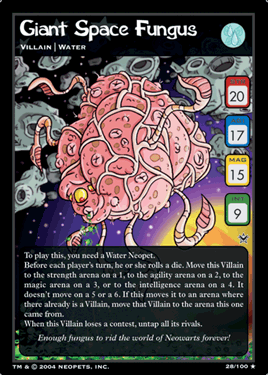 Giant Space Fungus
VILLAIN | WATER
20
17
MAG
15
INT
9
To play this, you need a Water Neopet.
Before each player's turn, he or she rolls a die. Move this Villain
to the strength arena on a 1, to the agility arena on a 2, to the
magic arena on a 3, or to the intelligence arena on a 4. It
doesn't move on a 5 or a 6. If this moves it to an arena where
there already is a Villain, move that Villain to the arena this one
came from.
When this Villain loses a contest, untap all its rivals.
Enough fungus to rid the world of Neowarts forever!
TM & © 2004 NEOPETS, INC.
28/100 ★